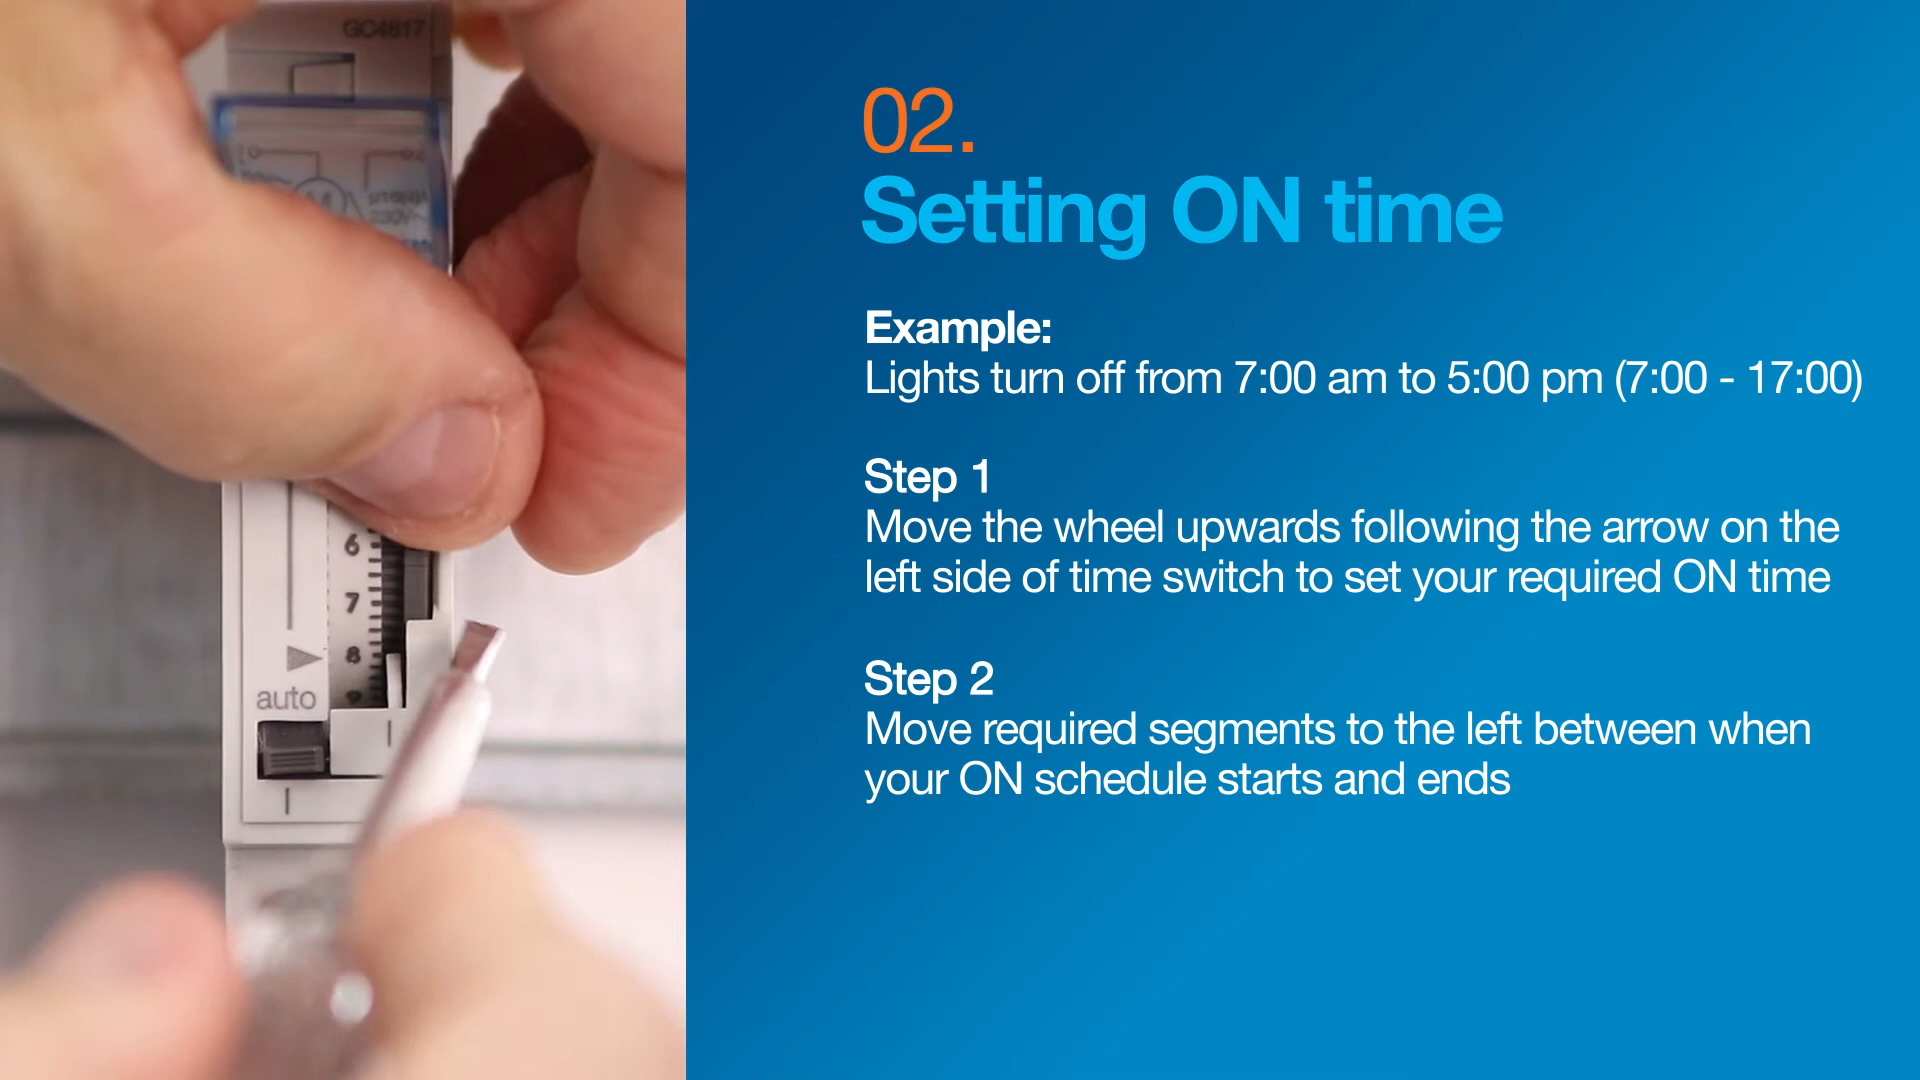 GC4817
230V~
6
7
8
9
auto
02.
Setting ON time
Example:
Lights turn off from 7:00 am to 5:00 pm (7:00 - 17:00)
Step 1
Move the wheel upwards following the arrow on the
left side of time switch to set your required ON time
Step 2
Move required segments to the left between when
your ON schedule starts and ends